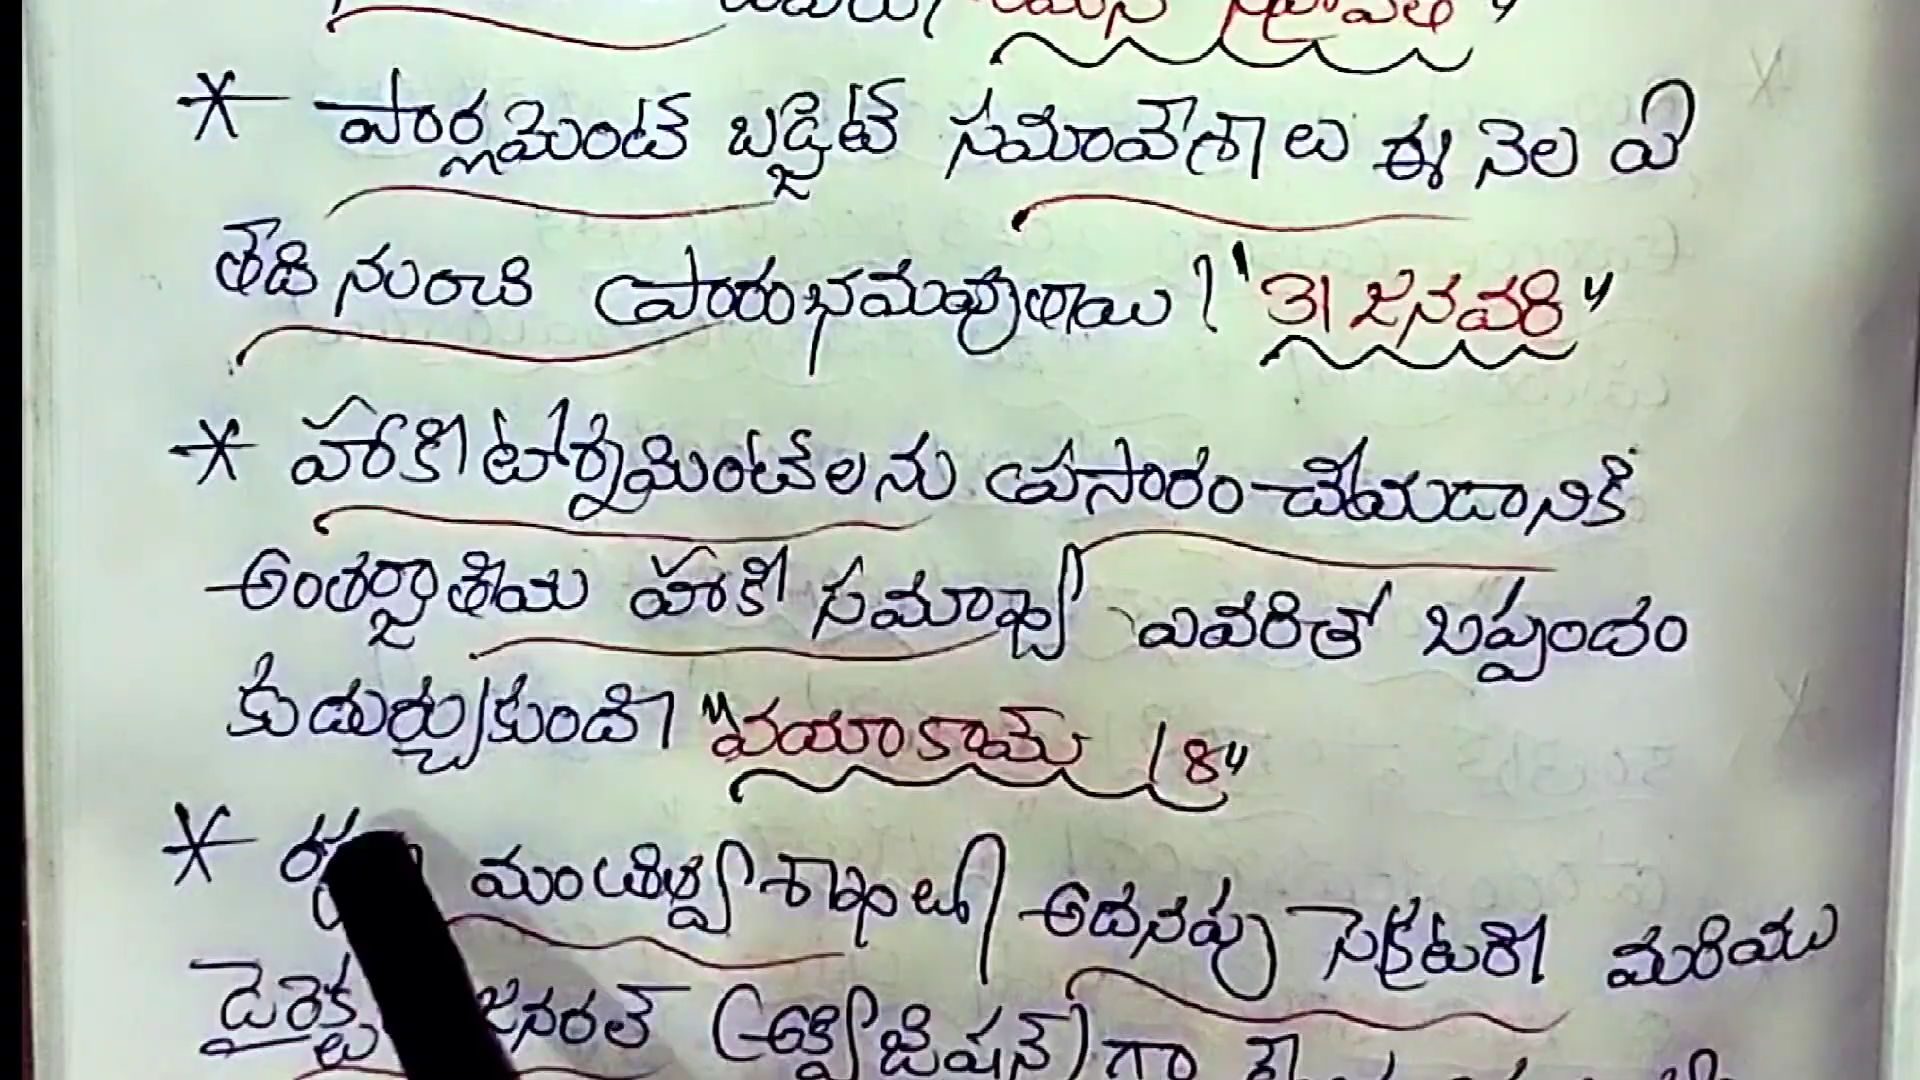 * పార్లమెంట్ బడ్జెట్ సమావేశాలు ఈ నెల ఏ
తేదీ నుంచి ప్రారంభమవుతాయి? "31 జనవరి"
* హాకీ టోర్నమెంట్‌లను ప్రసారం చేయడానికి
అంతర్జాతీయ హాకీ సమాఖ్య ఎవరితో ఒప్పందం
కుదుర్చుకుంది? "వయాకామ్ 18"
* మంత్రిత్వశాఖలో అదనపు సెక్రటరీ మరియు
జనరల్ (అక్విజిషన్) గా